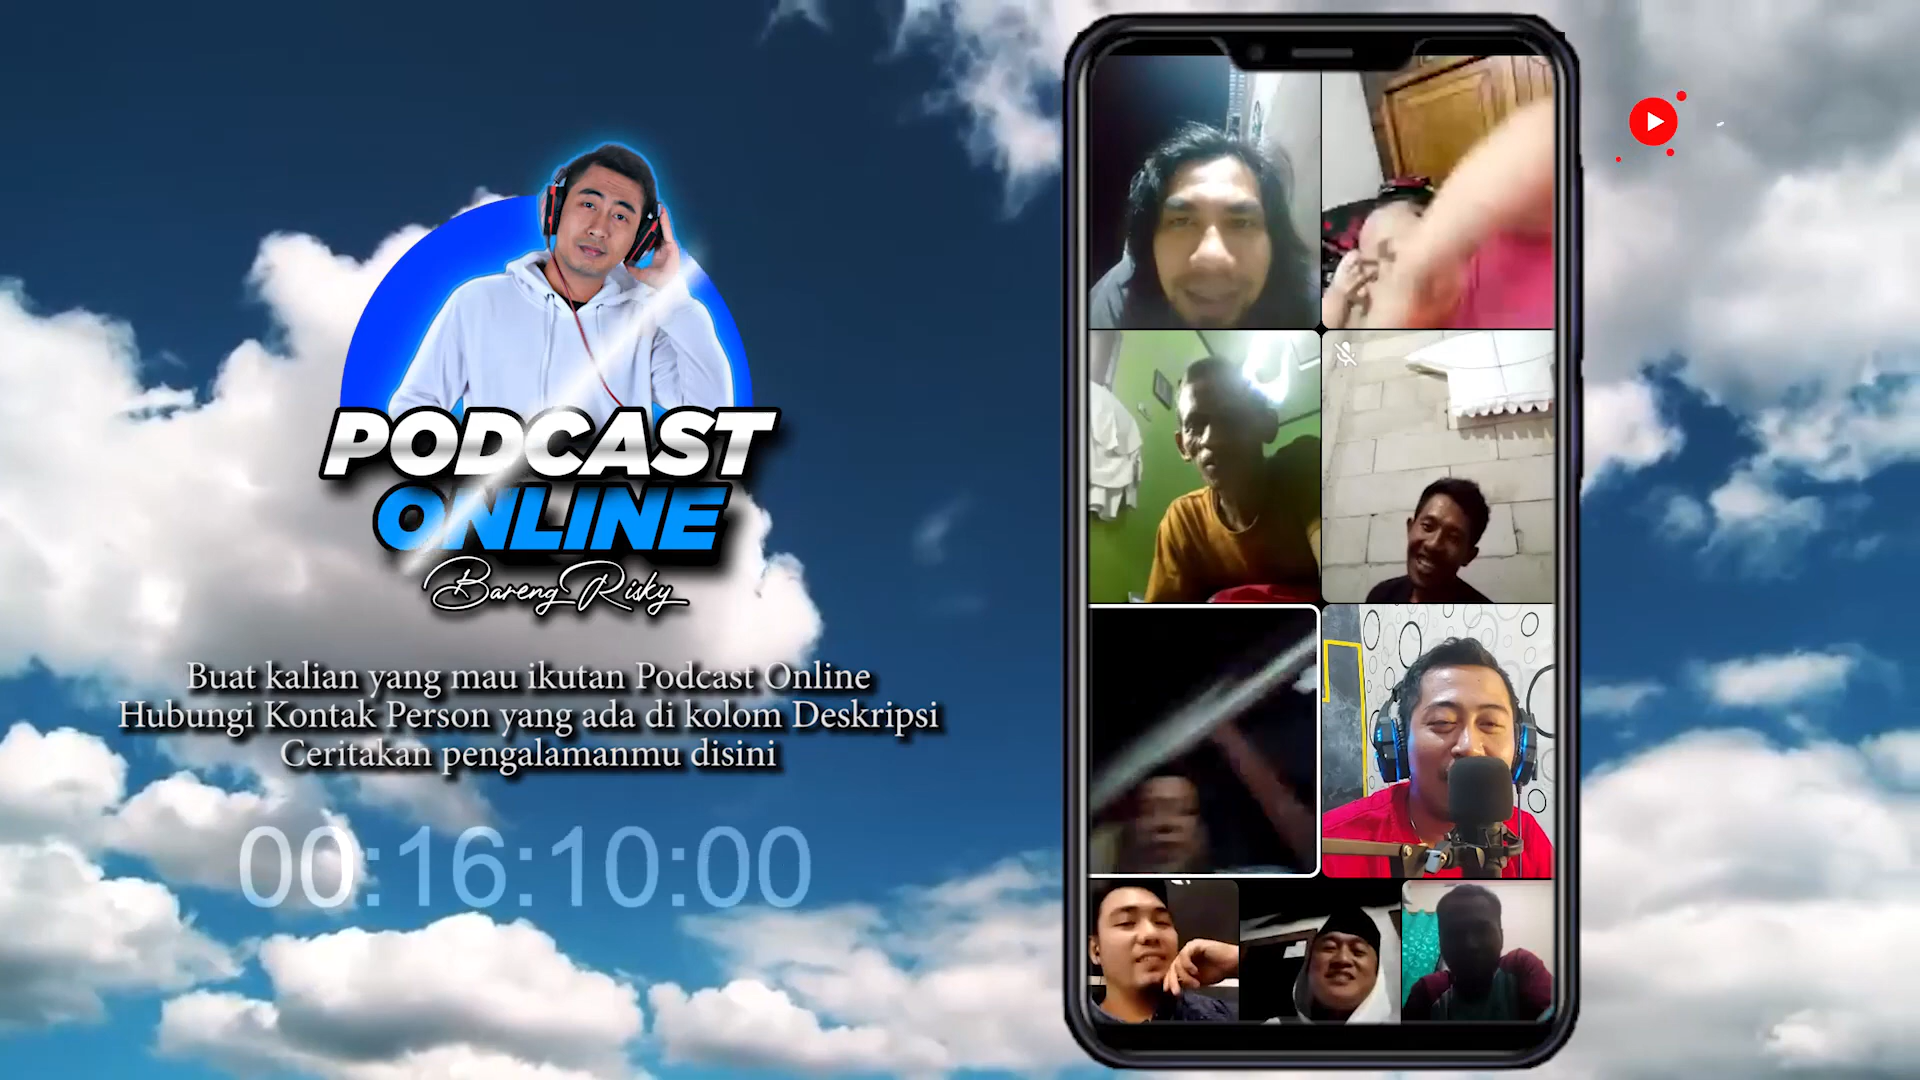 PODCAST
ONLINE
Bareng Risky
Buat kalian yang mau ikutan Podcast Online
Hubungi Kontak Person yang ada di kolom Deskripsi
Ceritakan pengalamanmu disini
00:16:10:00